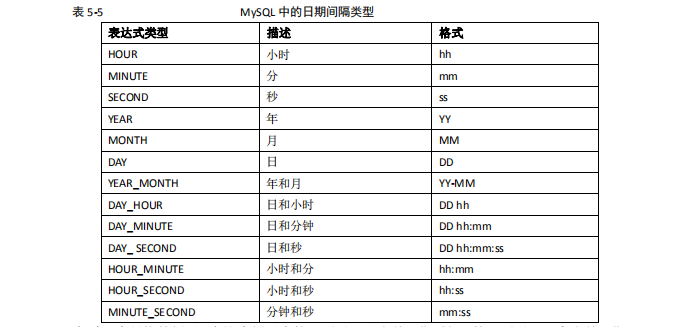 表 5-5 MySQL 中的日期间隔类型
表达式类型 描述 格式
HOUR 小时 hh
MINUTE 分 mm
SECOND 秒 ss
YEAR 年 YY
MONTH 月 MM
DAY 日 DD
YEAR_MONTH 年和月 YY-MM
DAY_HOUR 日和小时 DD hh
DAY_MINUTE 日和分钟 DD hh:mm
DAY_ SECOND 日和秒 DD hh:mm:ss
HOUR_MINUTE 小时和分 hh:mm
HOUR_SECOND 小时和秒 hh:ss
MINUTE_SECOND 分钟和秒 mm:ss